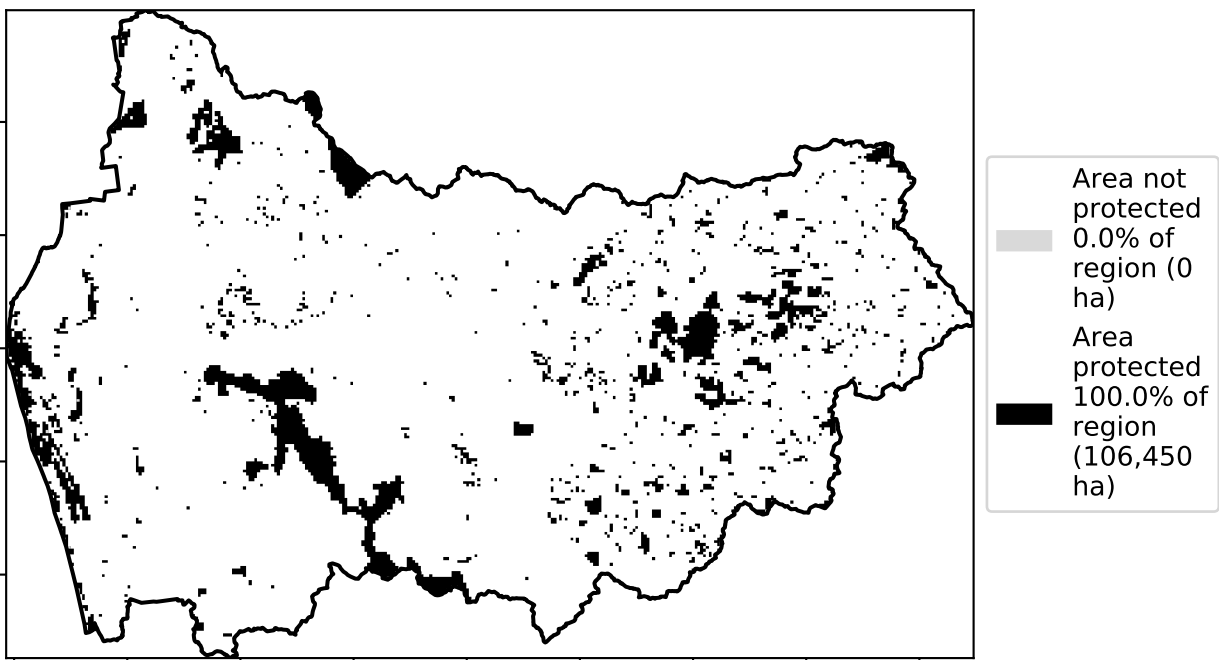 Area not
protected
0.0% of
region (0
ha)
Area
protected
100.0% of
region
(106,450
ha)